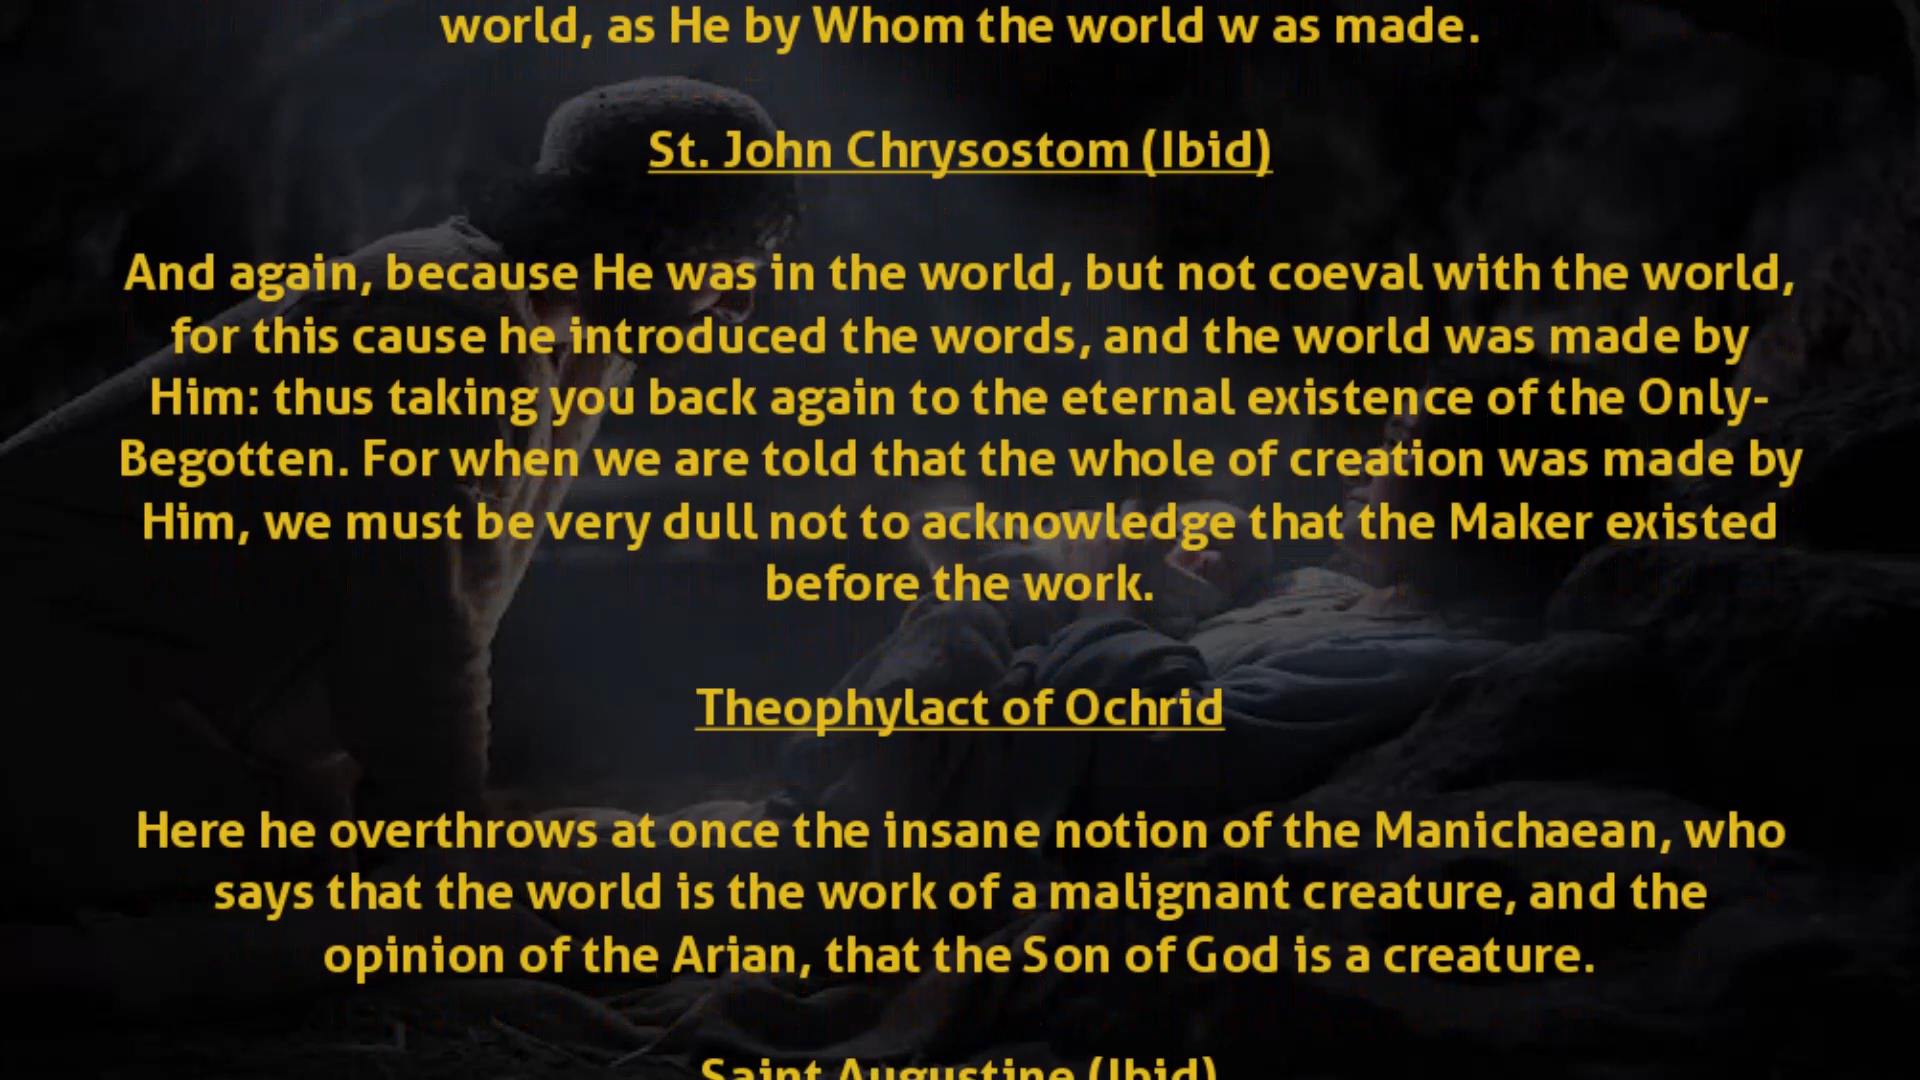 world, as He by Whom the world w as made.
St. John Chrysostom (Ibid)
And again, because He was in the world, but not coeval with the world,
for this cause he introduced the words, and the world was made by
Him: thus taking you back again to the eternal existence of the Only-
Begotten. For when we are told that the whole of creation was made by
Him, we must be very dull not to acknowledge that the Maker existed
before the work.
Theophylact of Ochrid
Here he overthrows at once the insane notion of the Manichaean, who
says that the world is the work of a malignant creature, and the
opinion of the Arian, that the Son of God is a creature.
Saint Augustine (Ibid)